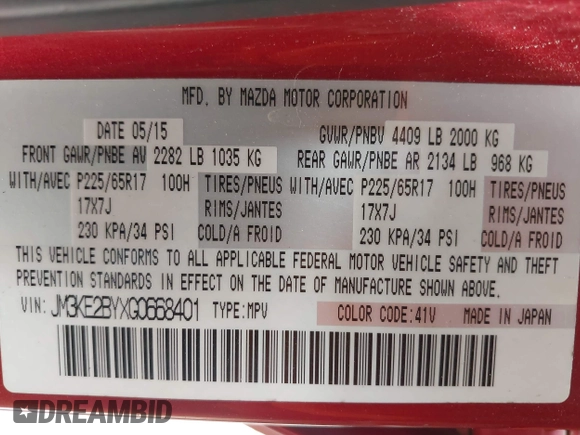 MFD. BY MAZDA MOTOR CORPORATION
DATE 05/15 GVWR/PNBV 4409 LB 2000 KG
FRONT GAWR/PNBE AV 2282 LB 1035 KG REAR GAWR/PNBE AR 2134 LB 968 KG
WITH/AVEC P225/65R17 100H TIRES/PNEUS WITH/AVEC P225/65R17 100H TIRES/PNEUS
17X7J RIMS/JANTES 17X7J RIMS/JANTES
230 KPA/34 PSI COLD/A FROID 230 KPA/34 PSI COLD/A FROID
THIS VEHICLE CONFORMS TO ALL APPLICABLE FEDERAL MOTOR VEHICLE SAFETY AND THEFT
PREVENTION STANDARDS IN EFFECT ON THE DATE OF MANUFACTURE SHOWN ABOVE.
VIN: JM3KE2BYXG0668401 TYPE: MPV COLOR CODE: 41V MADE IN JAPAN
DREAMBID